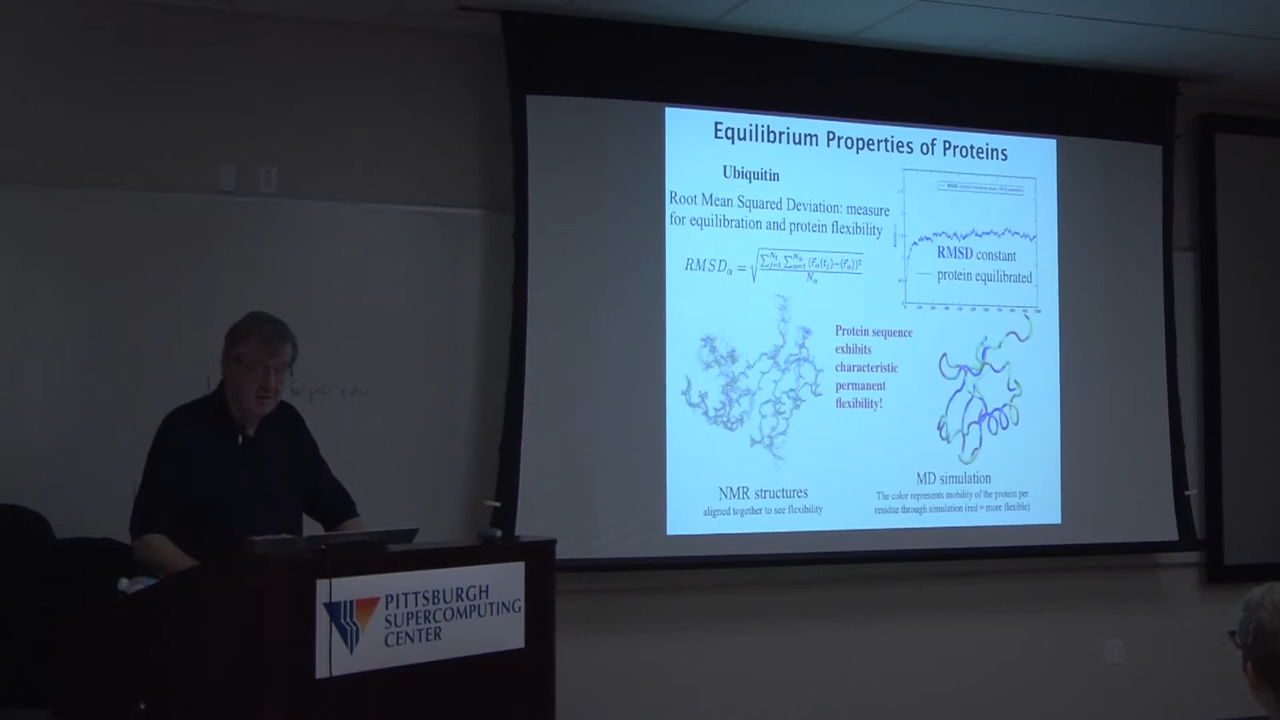 Equilibrium Properties of Proteins
Ubiquitin
Root Mean Squared Deviation: measure
for equilibration and protein flexibility
RMSD constant
protein equilibrated
Protein sequence
exhibits
characteristic
permanent
flexibility!
NMR structures
aligned together to see flexibility
MD simulation
The color represents mobility of the protein per
residue through simulation (red = more flexible)
PITTSBURGH
SUPERCOMPUTING
CENTER